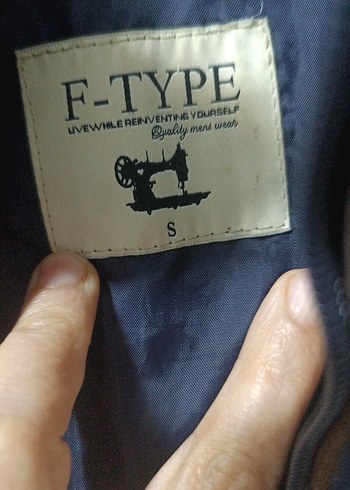 F-TYPE
LIVE WHILE REINVENTING YOURSELF
Quality mens wear
S